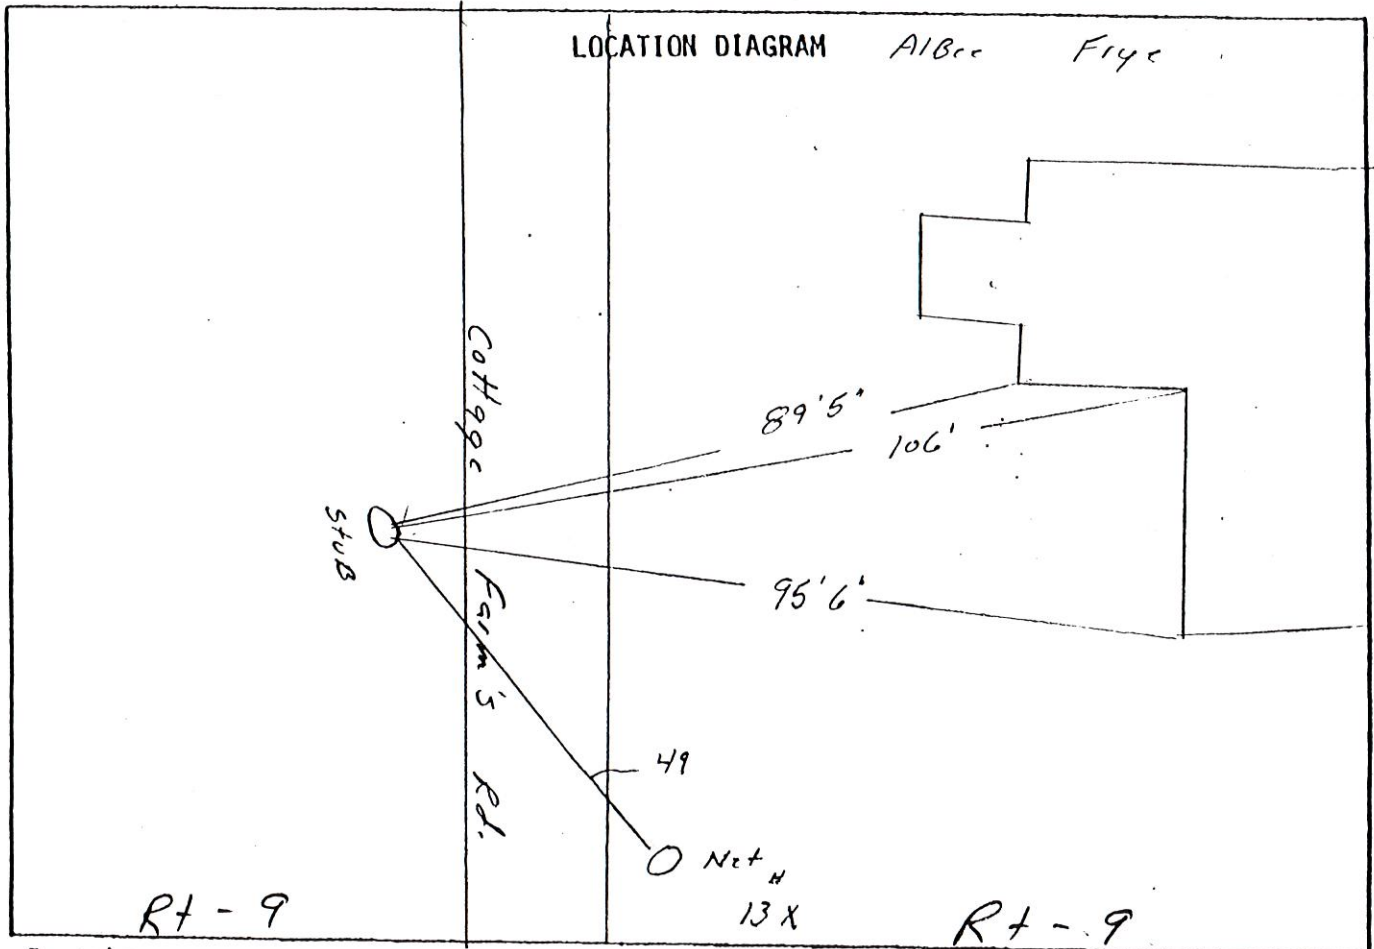 LOCATION DIAGRAM AlBee Frye
89'5"
106'
Cottage Farm's Rd.
StuB
95'6'
49
Net #
13X
Rt - 9
Rt - 9